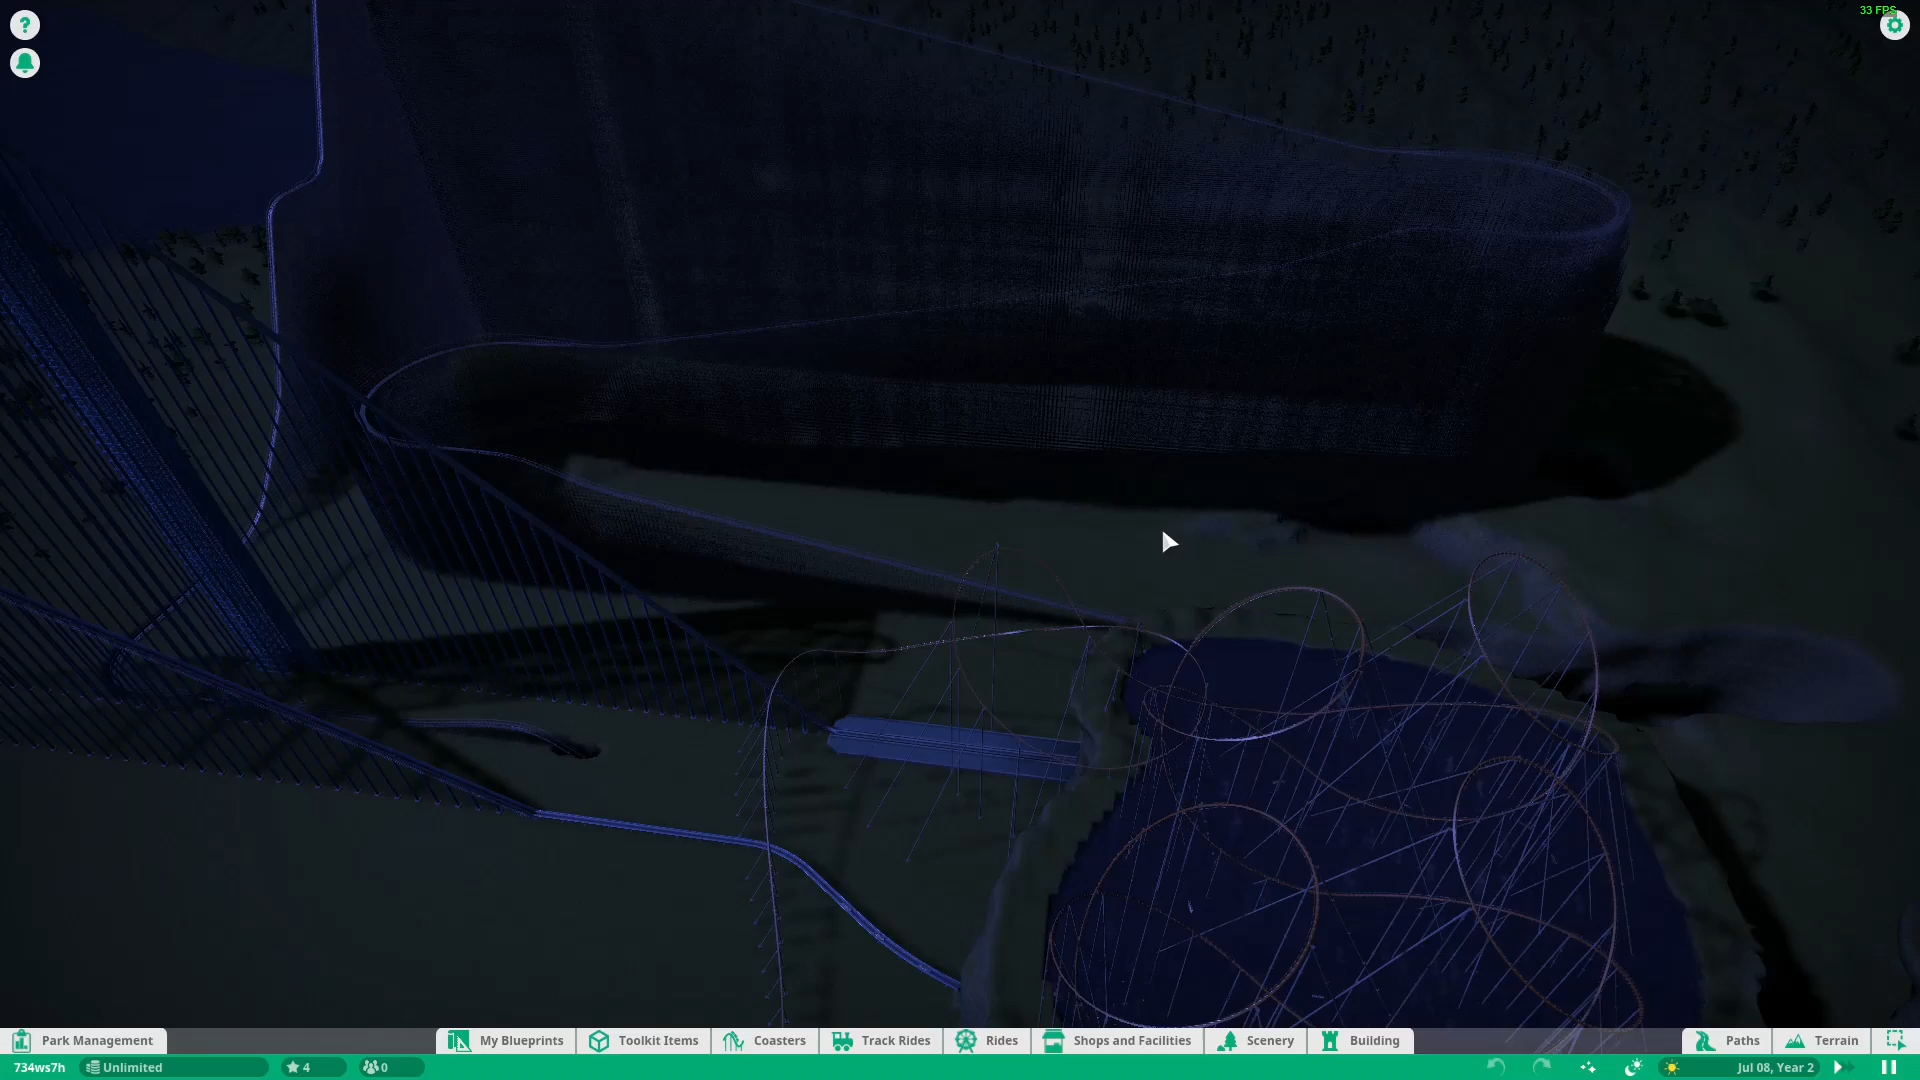 33 FPS
?
Park Management
My Blueprints
Toolkit Items
Coasters
Track Rides
Rides
Shops and Facilities
Scenery
Building
Paths
Terrain
734ws7h
Unlimited
4
0
Jul 08, Year 2